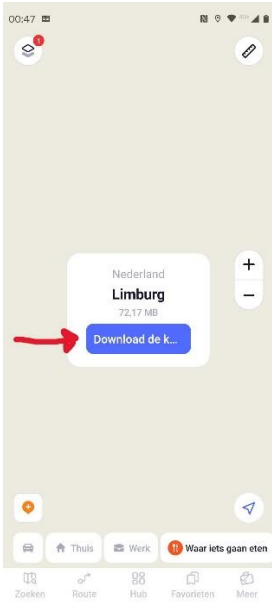 00:47
1
Nederland
Limburg
72,17 MB
Download de k...
Thuis
Werk
Waar iets gaan eten
Zoeken
Route
Hub
Favorieten
Meer